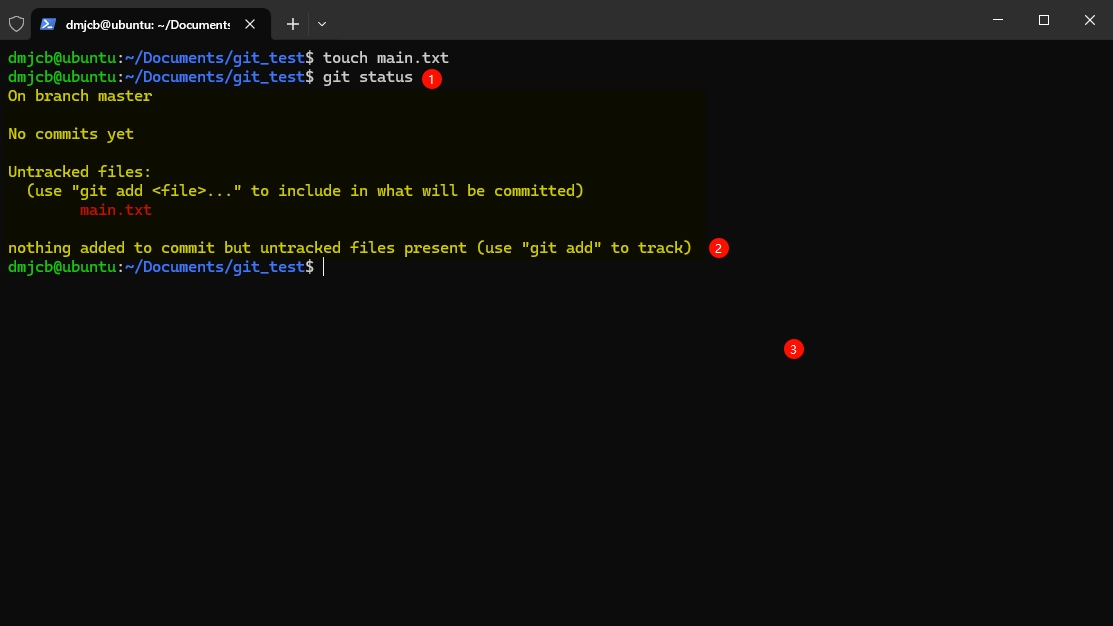 dmjcb@ubuntu: ~/Documents
dmjcb@ubuntu:~/Documents/git_test$ touch main.txt
dmjcb@ubuntu:~/Documents/git_test$ git status 1
On branch master
No commits yet
Untracked files:
(use "git add <file>..." to include in what will be committed)
main.txt
nothing added to commit but untracked files present (use "git add" to track) 2
dmjcb@ubuntu:~/Documents/git_test$
3